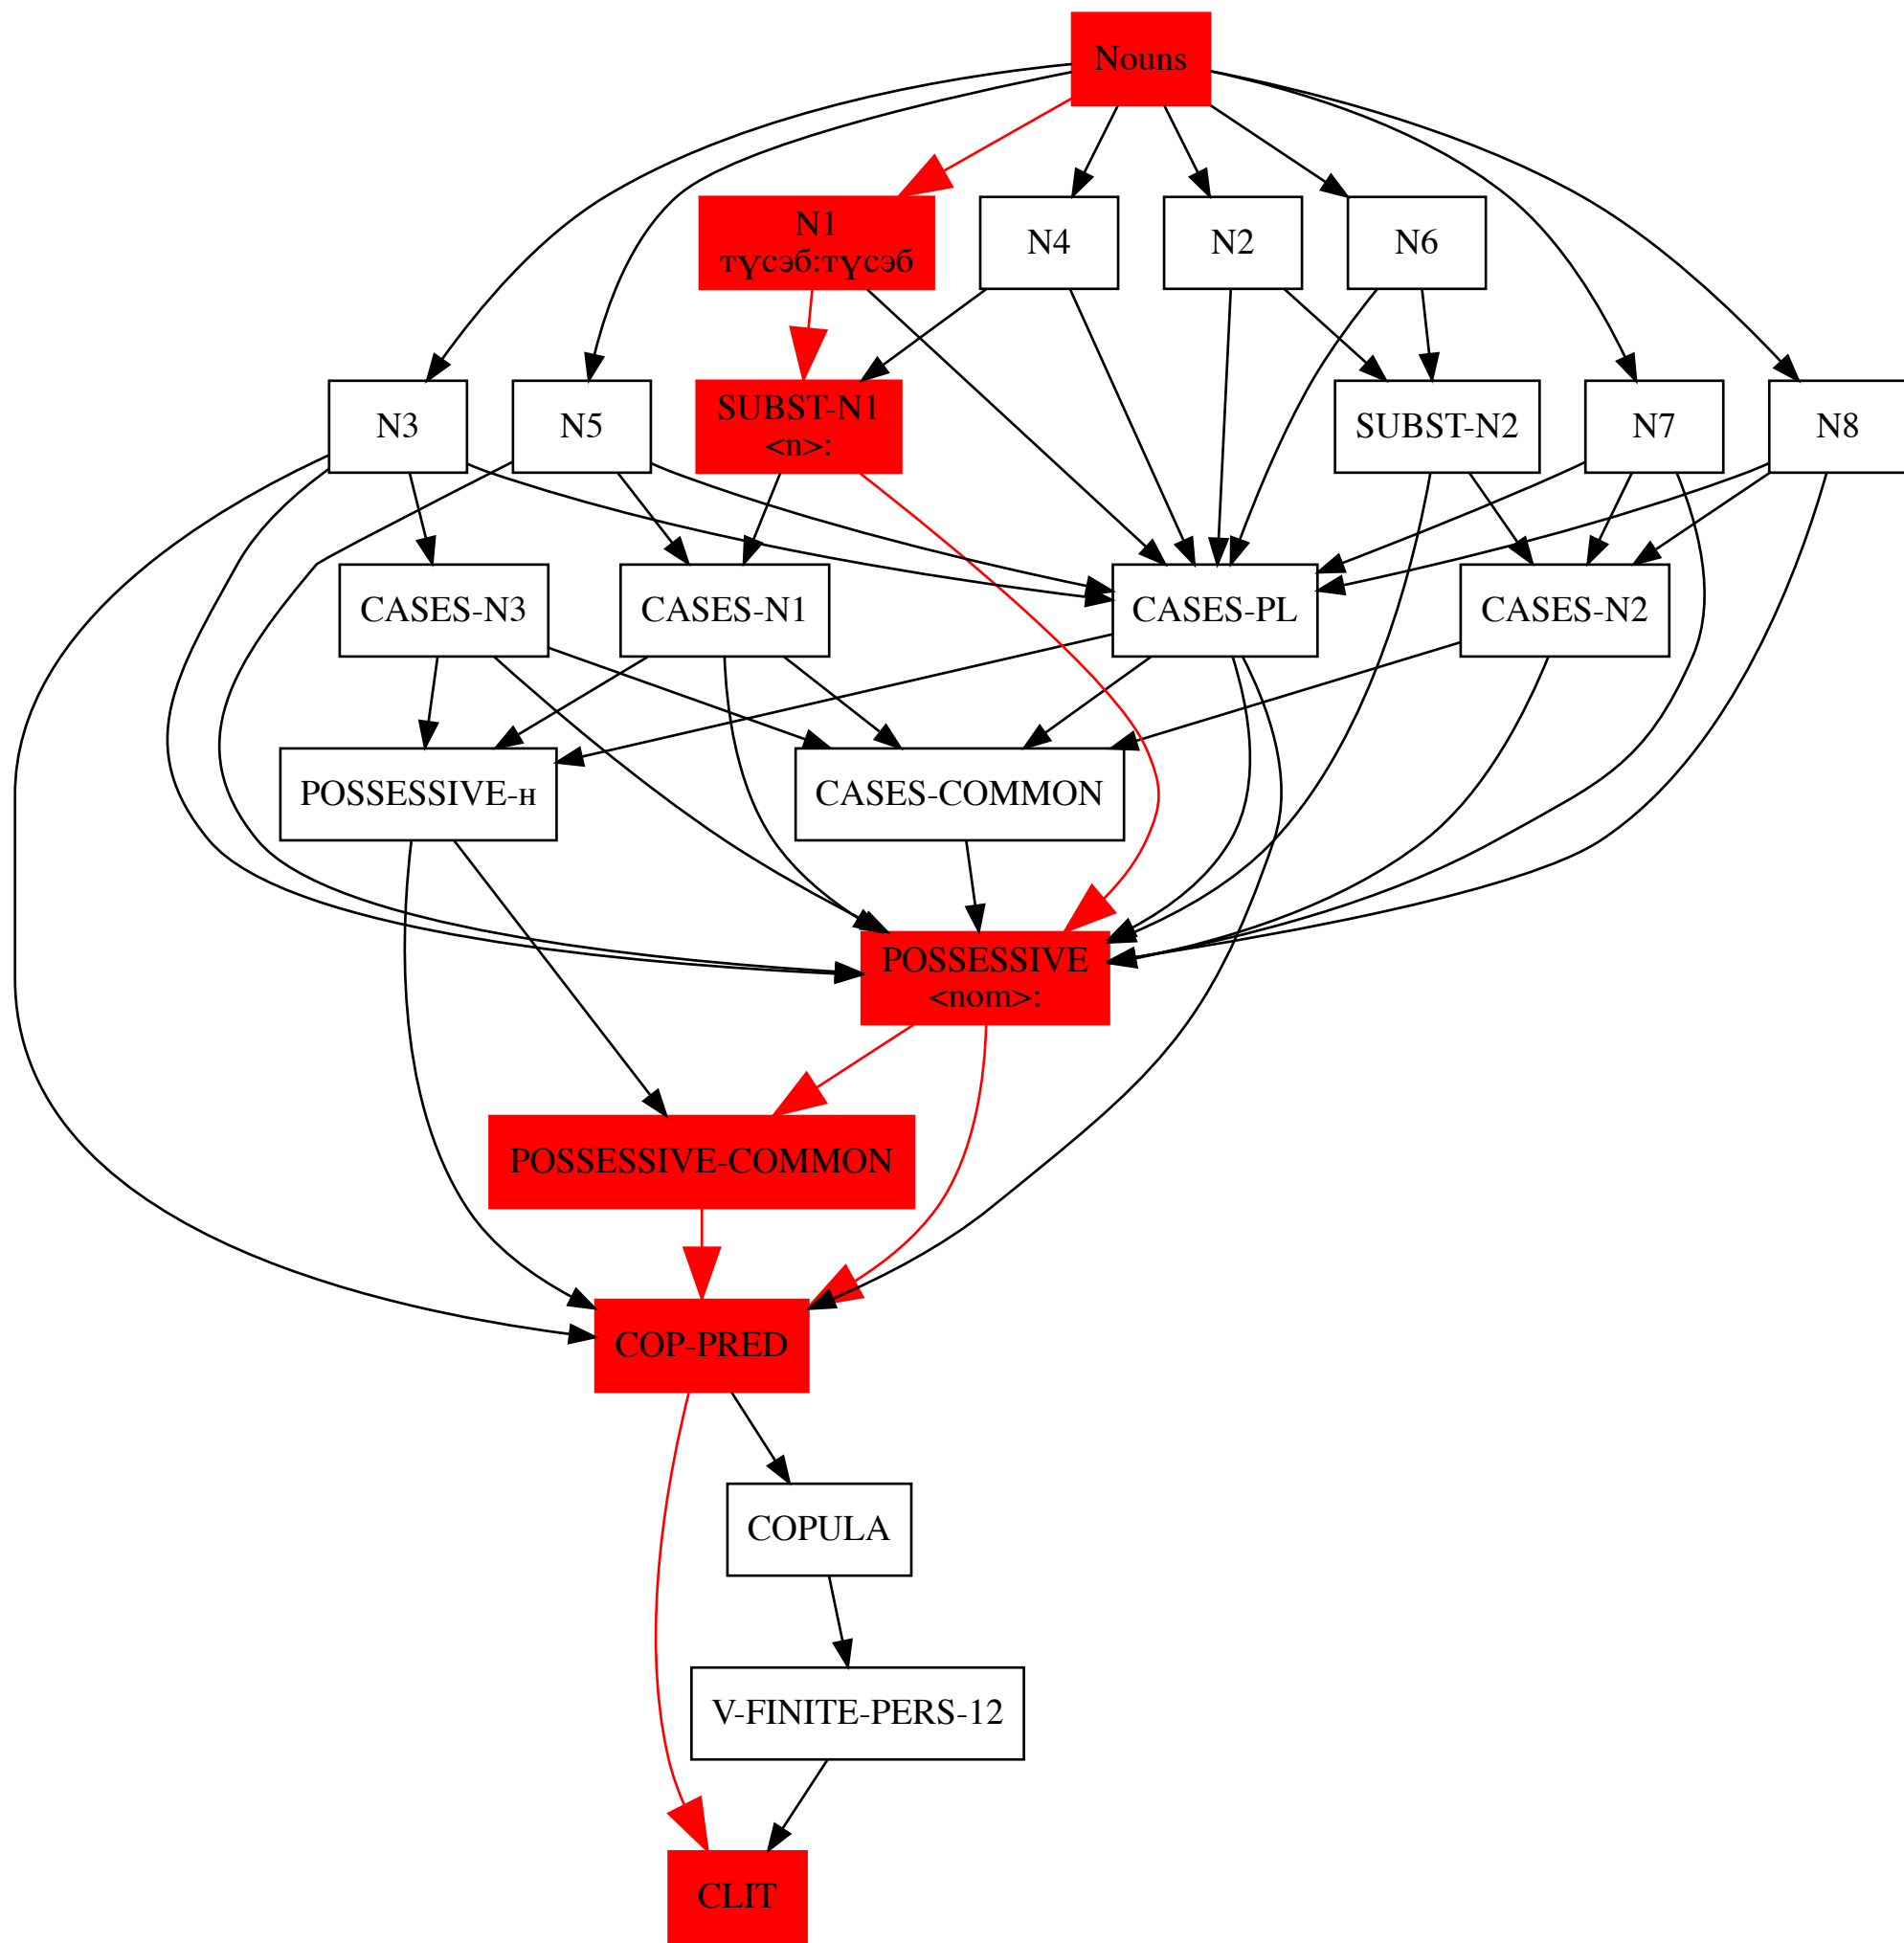 Nouns
N1
түсэб:түсэб
N4
N2
N6
N3
N5
SUBST-N1
<n>:
SUBST-N2
N7
N8
CASES-N3
CASES-N1
CASES-PL
CASES-N2
POSSESSIVE-н
CASES-COMMON
POSSESSIVE
<nom>:
POSSESSIVE-COMMON
COP-PRED
COPULA
V-FINITE-PERS-12
CLIT